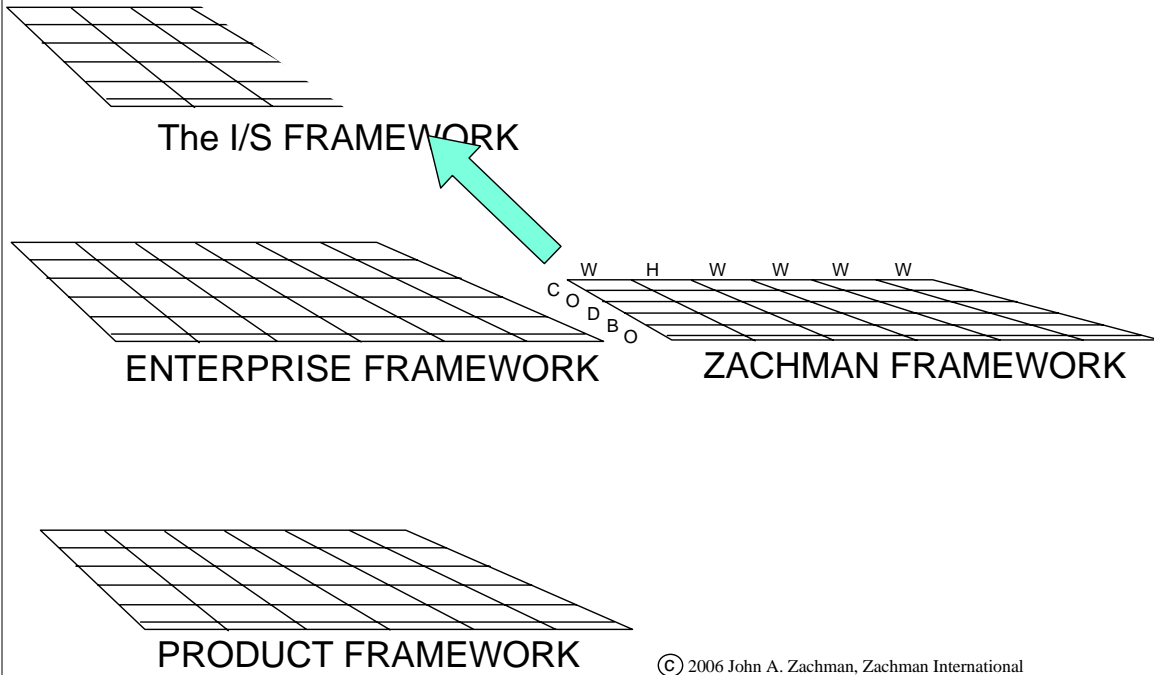 The I/S FRAMEWORK
W H W W W W
C
O
D
B
O
ENTERPRISE FRAMEWORK
ZACHMAN FRAMEWORK
PRODUCT FRAMEWORK
© 2006 John A. Zachman, Zachman International